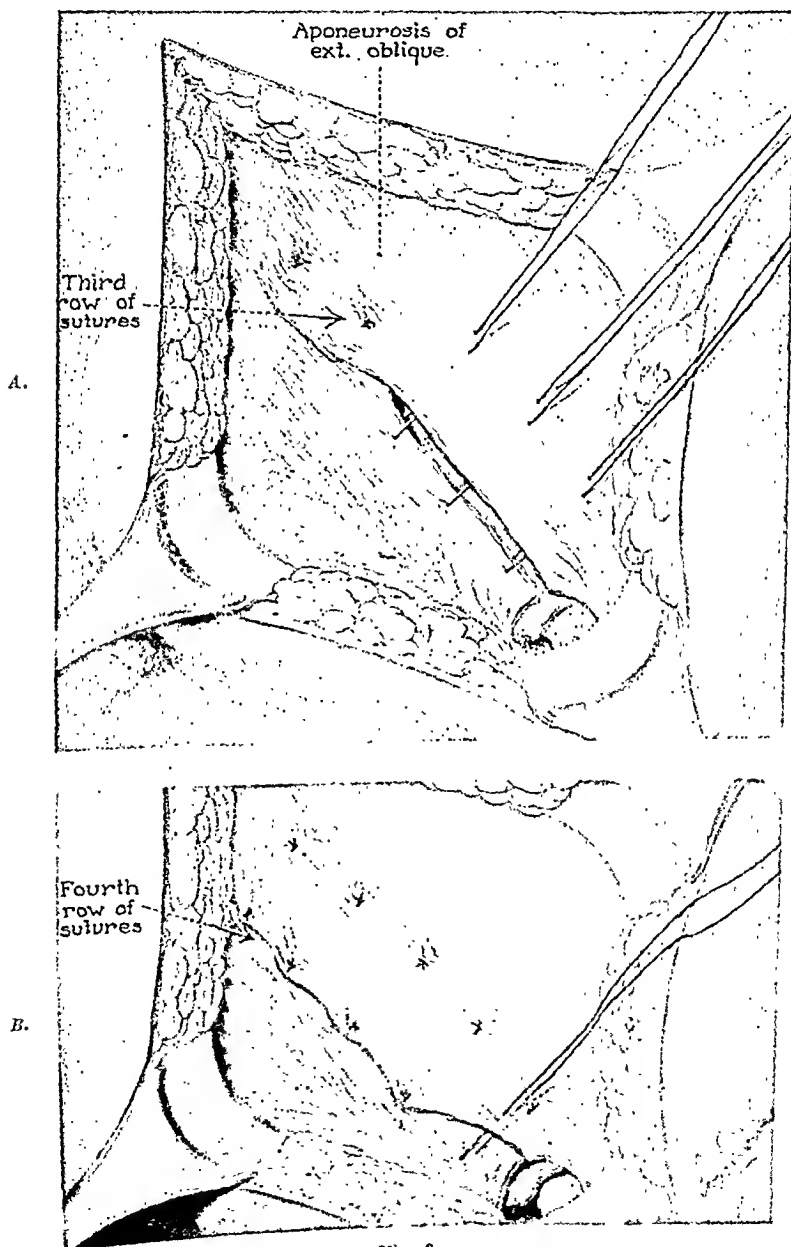 Aponeurosis of
ext. oblique.
Third
row of
sutures
A.
Fourth
row of
sutures
B.